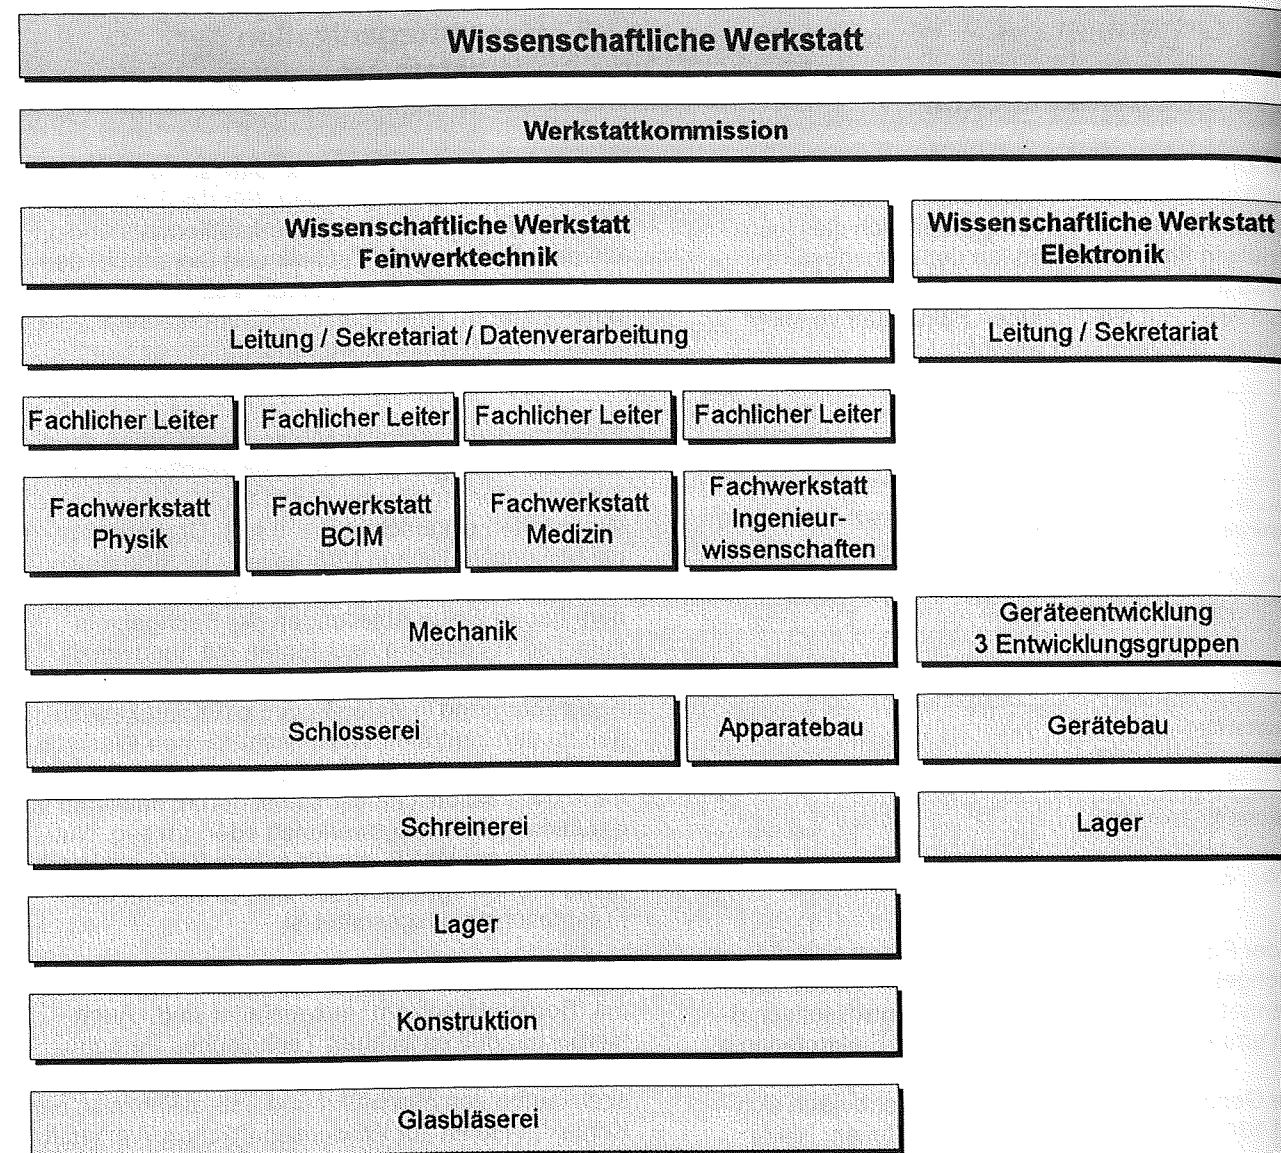 Wissenschaftliche Werkstatt
Werkstattkommission
Wissenschaftliche Werkstatt
Feinwerktechnik
Wissenschaftliche Werkstatt
Elektronik
Leitung / Sekretariat / Datenverarbeitung
Leitung / Sekretariat
Fachlicher Leiter
Fachlicher Leiter
Fachlicher Leiter
Fachlicher Leiter
Fachwerkstatt
Physik
Fachwerkstatt
BCIM
Fachwerkstatt
Medizin
Fachwerkstatt
Ingenieur-
wissenschaften
Mechanik
Geräteentwicklung
3 Entwicklungsgruppen
Schlosserei
Apparatebau
Gerätebau
Schreinerei
Lager
Lager
Konstruktion
Glasbläserei